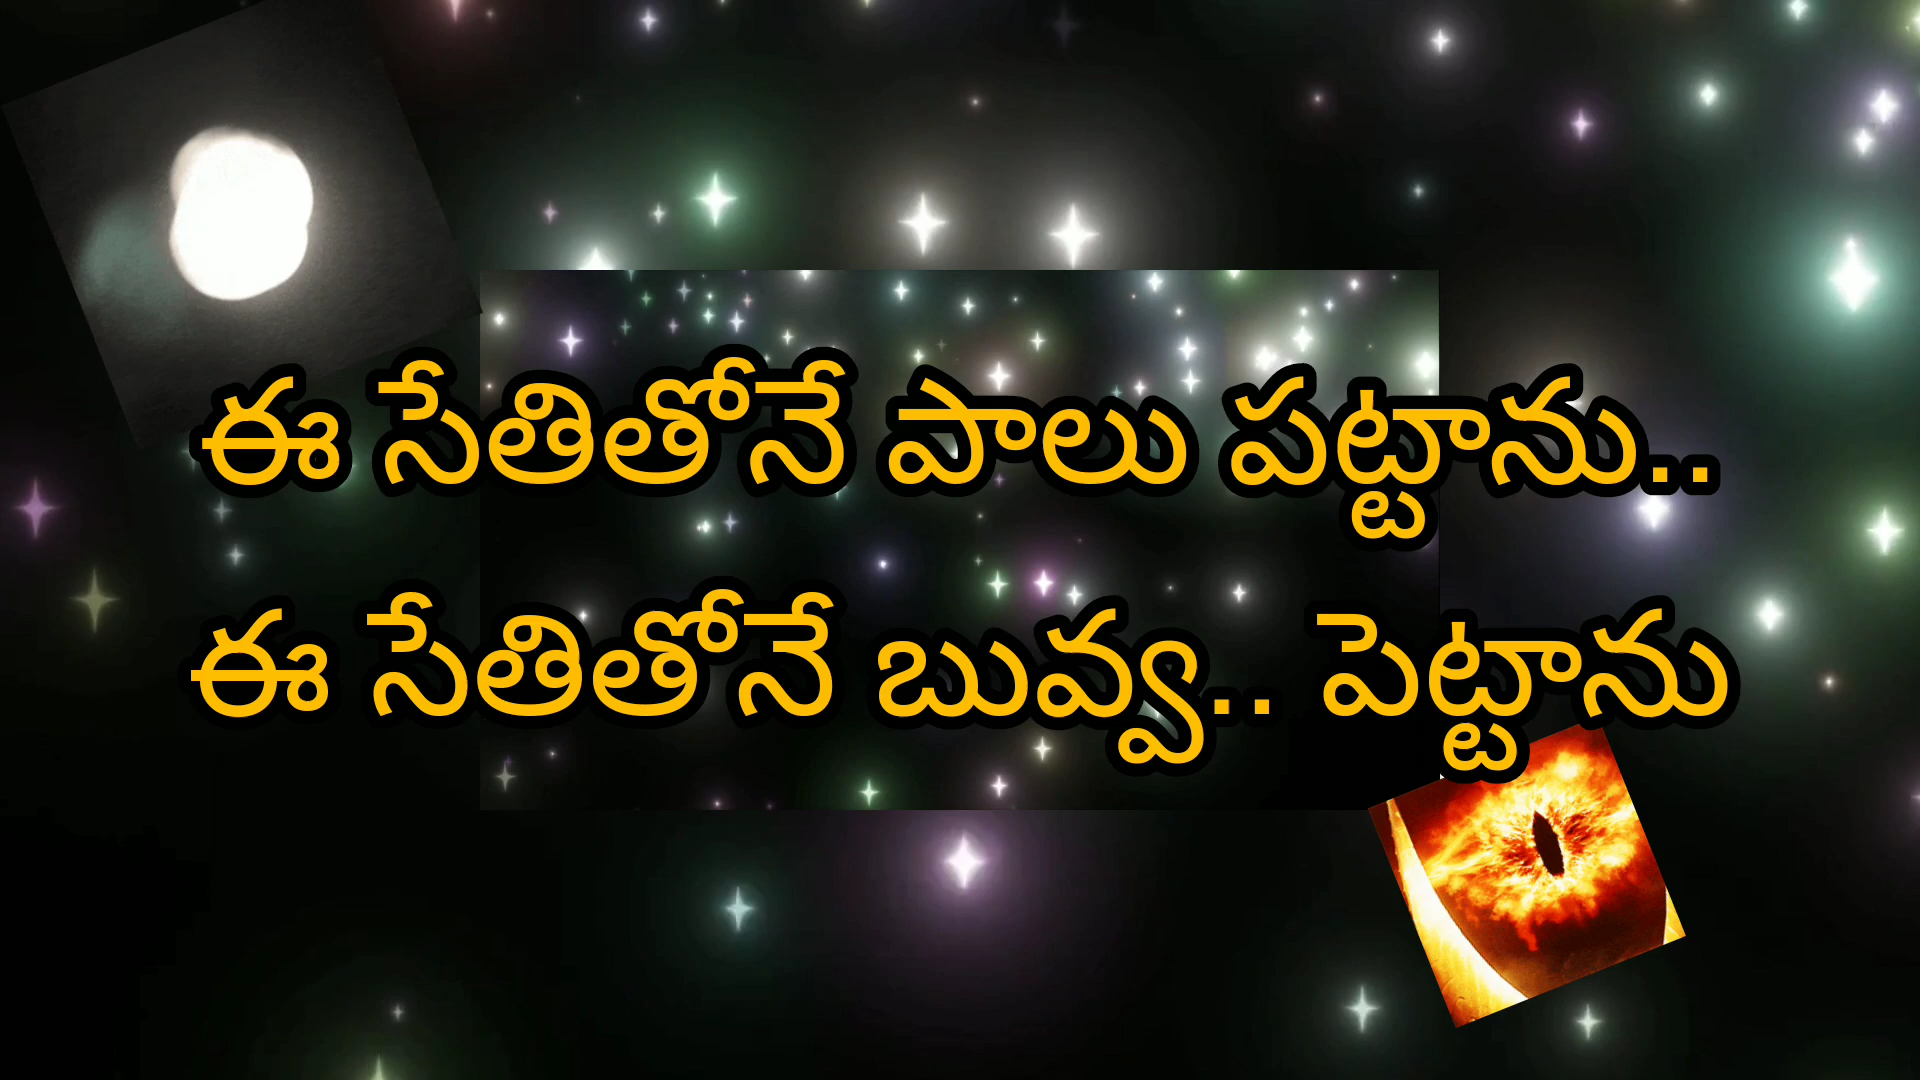 ఈ సేతితోనే పాలు పట్టాను..
ఈ సేతితోనే బువ్వ.. పెట్టాను